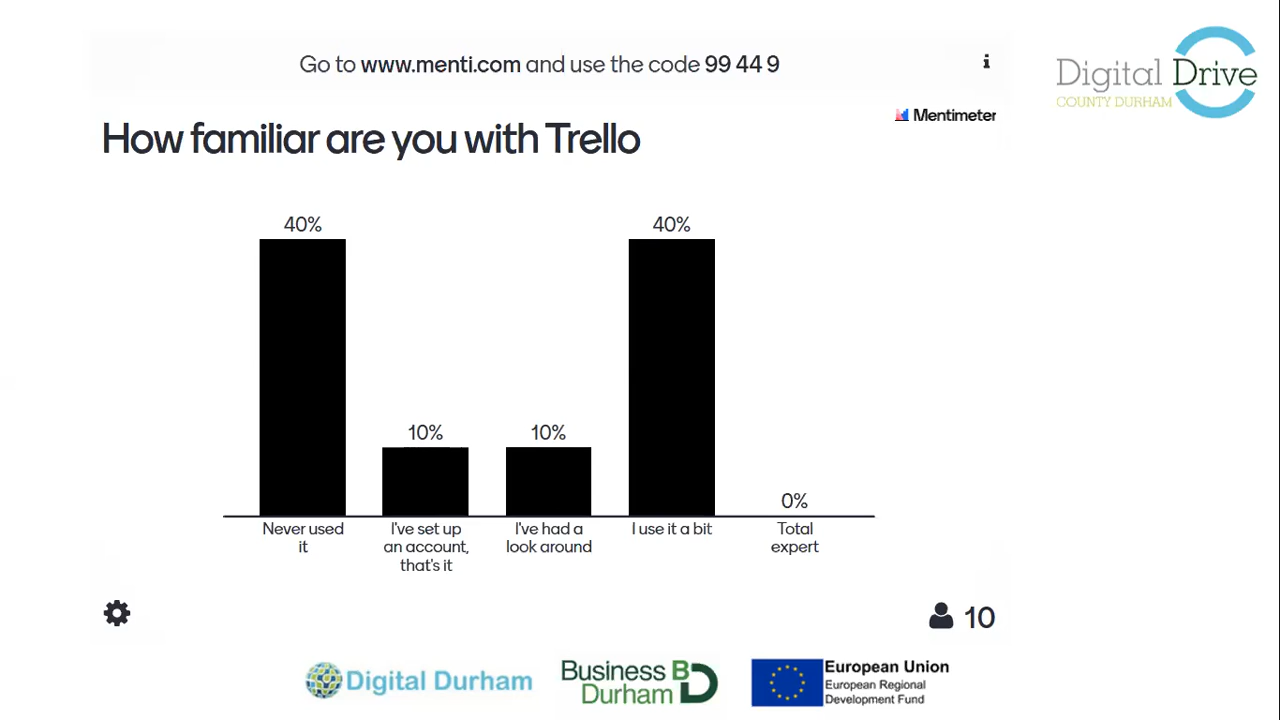 Go to www.menti.com and use the code 99 44 9
i
Digital Drive
COUNTY DURHAM
Mentimeter
How familiar are you with Trello
40%
10%
10%
40%
0%
Never used
it
I've set up
an account,
that's it
I've had a
look around
I use it a bit
Total
expert
10
Digital Durham
Business
Durham
BD
European Union
European Regional
Development Fund